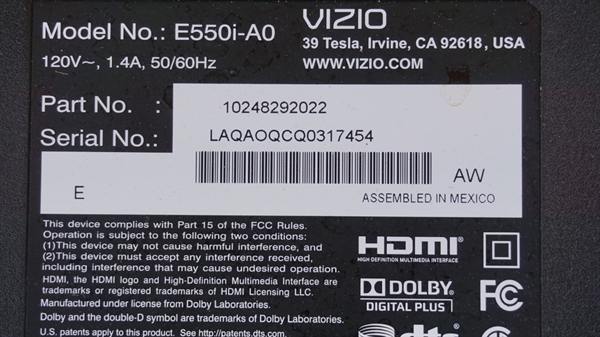 VIZIO
Model No.: E550i-A0
39 Tesla, Irvine, CA 92618, USA
120V~, 1.4A, 50/60Hz
WWW.VIZIO.COM
Part No. : 10248292022
Serial No.: LAQAOQCQ0317454
AW
E
ASSEMBLED IN MEXICO
This device complies with Part 15 of the FCC Rules.
Operation is subject to the following two conditions:
(1)This device may not cause harmful interference, and
(2)This device must accept any interference received,
including interference that may cause undesired operation.
HDMI, the HDMI logo and High-Definition Multimedia Interface are
trademarks or registered trademarks of HDMI Licensing LLC.
Manufactured under license from Dolby Laboratories.
Dolby and the double-D symbol are trademarks of Dolby Laboratories.
U.S. patents apply to this product. See http://patents.dts.com.
HDMI
HIGH DEFINITION MULTIMEDIA INTERFACE
DOLBY
DIGITAL PLUS
FC
dts